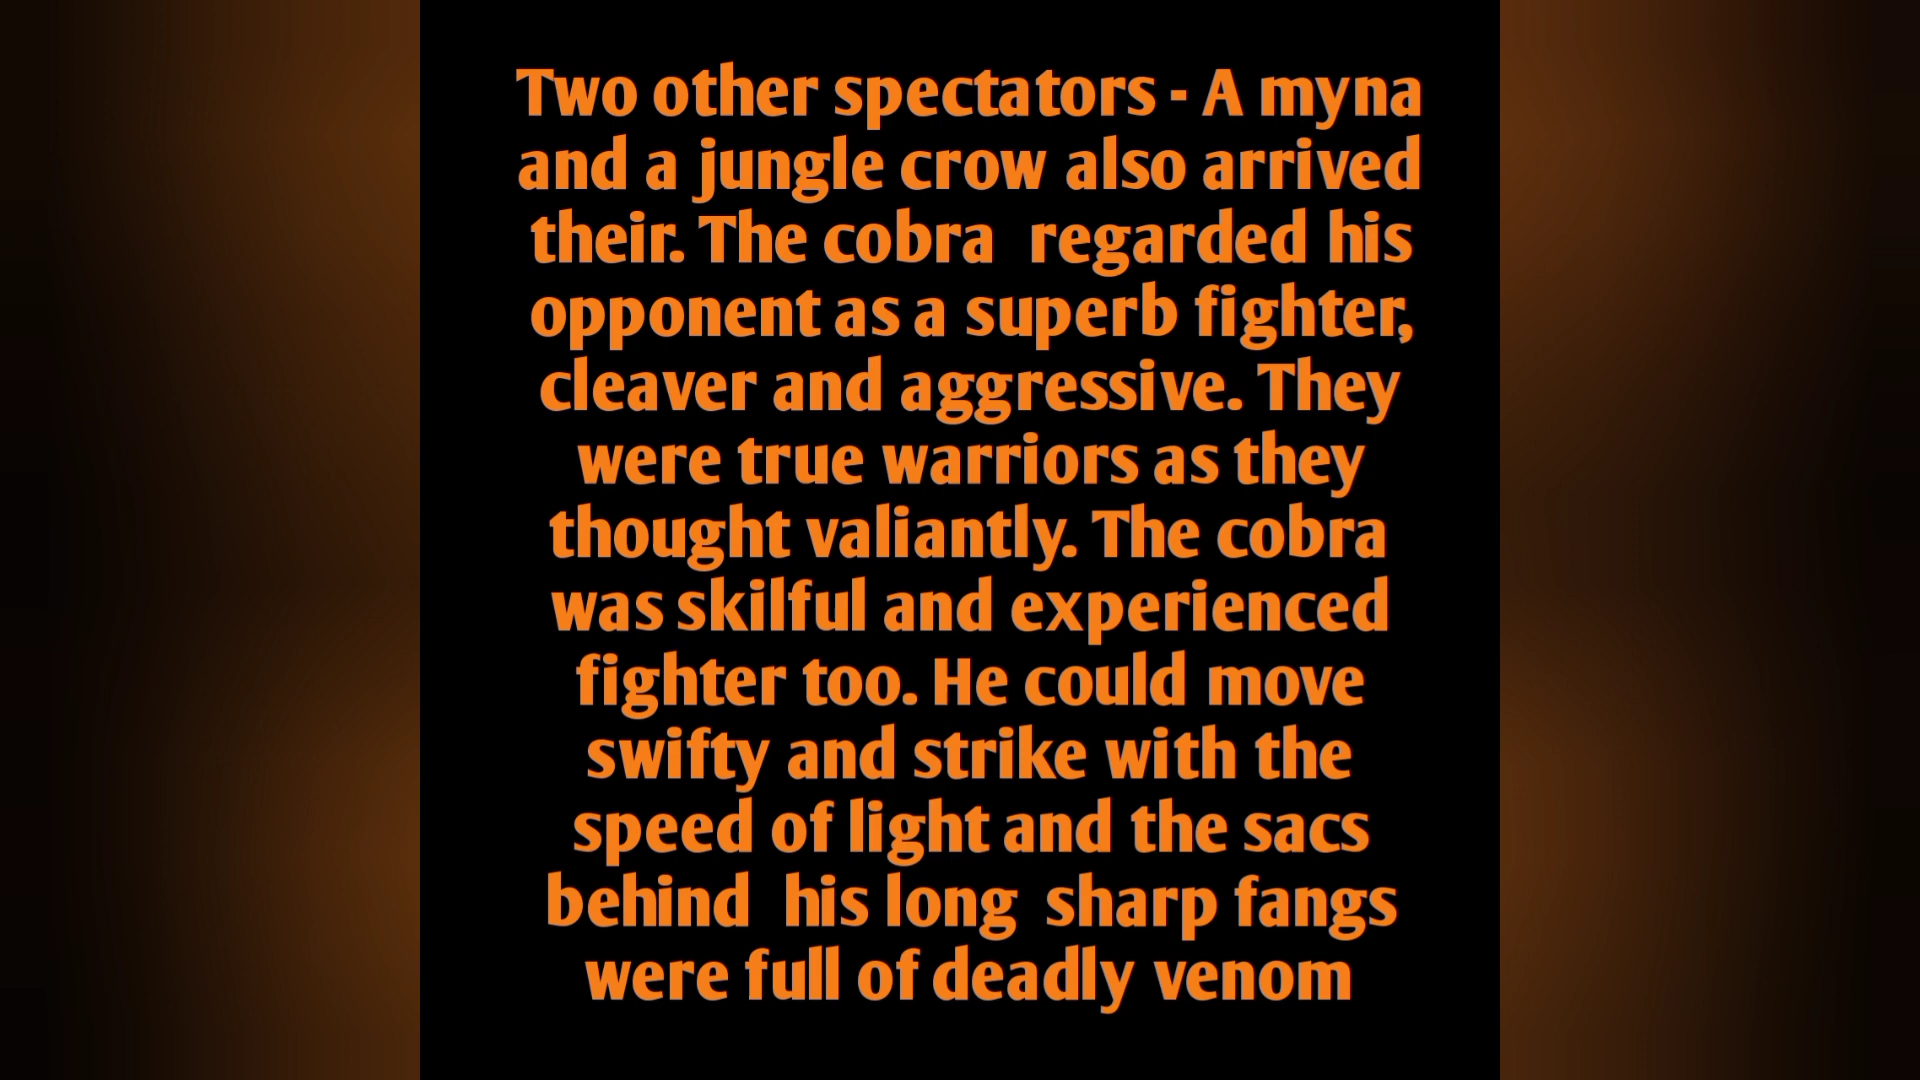 Two other spectators - A myna
and a jungle crow also arrived
their. The cobra regarded his
opponent as a superb fighter,
cleaver and aggressive. They
were true warriors as they
thought valiantly. The cobra
was skilful and experienced
fighter too. He could move
swifty and strike with the
speed of light and the sacs
behind his long sharp fangs
were full of deadly venom